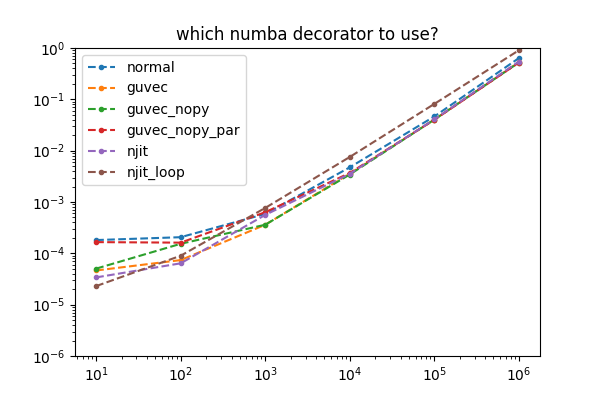 which numba decorator to use?
10⁰
10⁻¹
10⁻²
10⁻³
10⁻⁴
10⁻⁵
10⁻⁶
normal
guvec
guvec_nopy
guvec_nopy_par
njit
njit_loop
10¹ 10² 10³ 10⁴ 10⁵ 10⁶